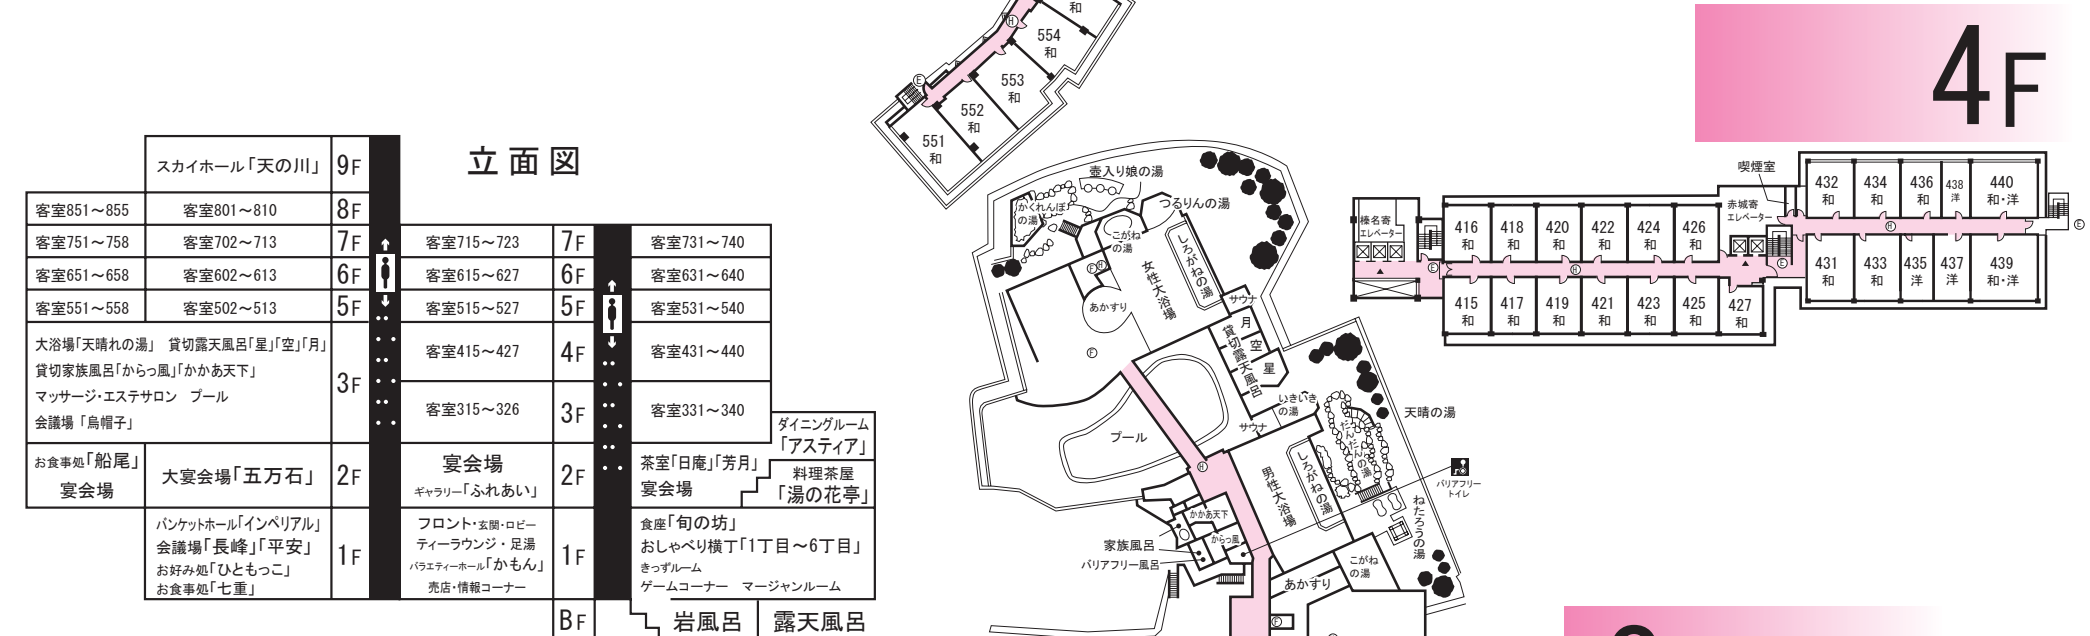 立面図
スカイホール「天の川」 9F
客室851～855 客室801～810 8F
客室751～758 客室702～713 7F 客室715～723 7F 客室731～740
客室651～658 客室602～613 6F 客室615～627 6F 客室631～640
客室551～558 客室502～513 5F 客室515～527 5F 客室531～540
大浴場「天晴れの湯」 貸切露天風呂「星」「空」「月」
貸切家族風呂「からっ風」「かかあ天下」
マッサージ・エステサロン プール
会議場「烏帽子」
3F
客室415～427 4F 客室431～440
客室315～326 3F 客室331～340
ダイニングルーム
「アスティア」
料理茶屋
「湯の花亭」
お食事処「船尾」
宴会場
大宴会場「五万石」 2F
宴会場
ギャラリー「ふれあい」
2F
茶室「日庵」「芳月」
宴会場
バンケットホール「インペリアル」
会議場「長峰」「平安」
お好み処「ひともっこ」
お食事処「七重」
1F
フロント・玄関・ロビー
ティーラウンジ・足湯
バラエティーホール「かもん」
売店・情報コーナー
1F
食座「旬の坊」
おしゃべり横丁「1丁目～6丁目」
きっずルーム
ゲームコーナー マージャンルーム
BF 岩風呂 露天風呂
和
H
554
和
553
和
552
和
551
和
E
壺入り娘の湯
かくれんぼ
の湯
つるりんの湯
こがね
の湯
しろがねの湯
女性大浴場
F H
あかすり
サウナ
月
空
星
貸切露天風呂
F
いきいき
の湯
サウナ
だんだんの湯
天晴の湯
プール
H
男性大浴場
しろがねの湯
バリアフリー
トイレ
ねたろうの湯
かかあ天下
からっ風
家族風呂
バリアフリー風呂
こがね
の湯
あかすり
F
4F
喫煙室
榛名寄
エレベーター
赤城寄
エレベーター
416 和
418 和
420 和
422 和
424 和
426 和
432 和
434 和
436 和
438 洋
440 和・洋
E
H
E
H
E
415 和
417 和
419 和
421 和
423 和
425 和
427 和
431 和
433 和
435 洋
437 洋
439 和・洋